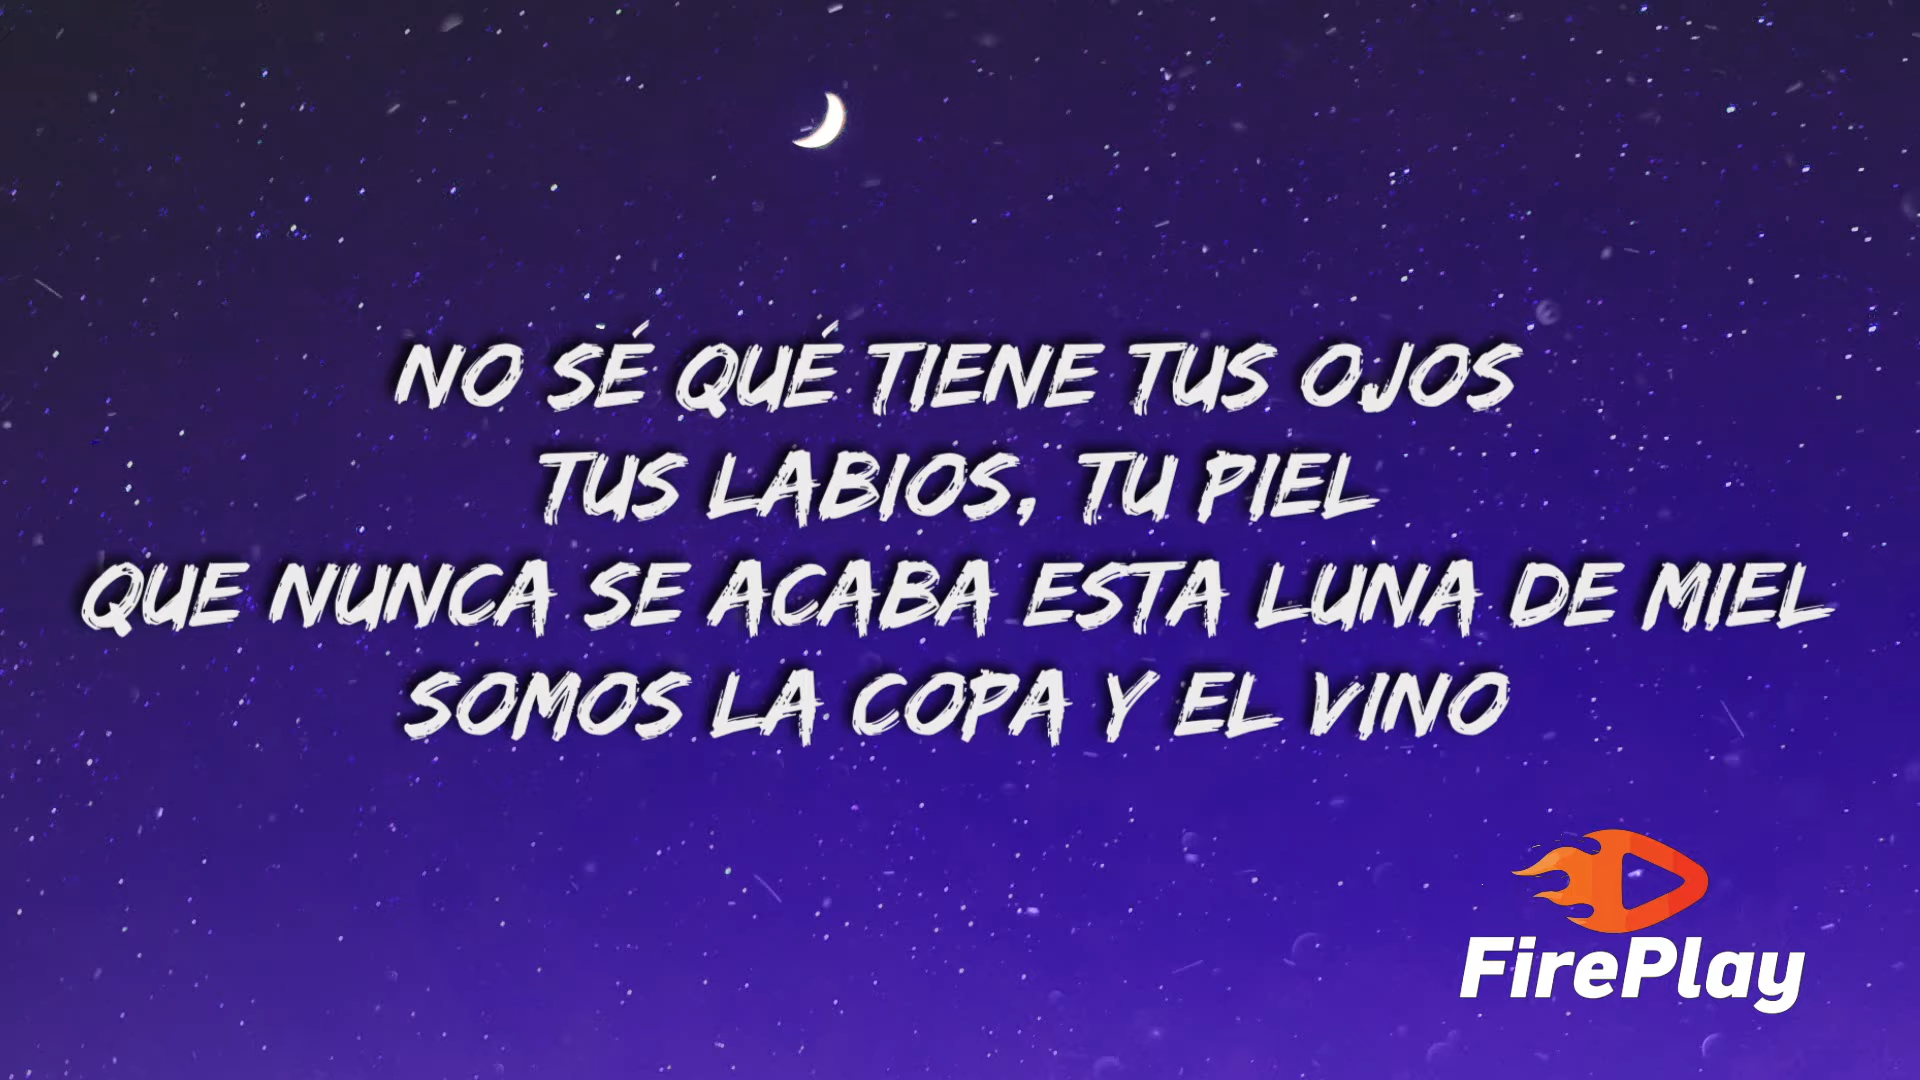 NO SÉ QUÉ TIENE TUS OJOS
TUS LABIOS, TU PIEL
QUE NUNCA SE ACABA ESTA LUNA DE MIEL
SOMOS LA COPA Y EL VINO
FirePlay